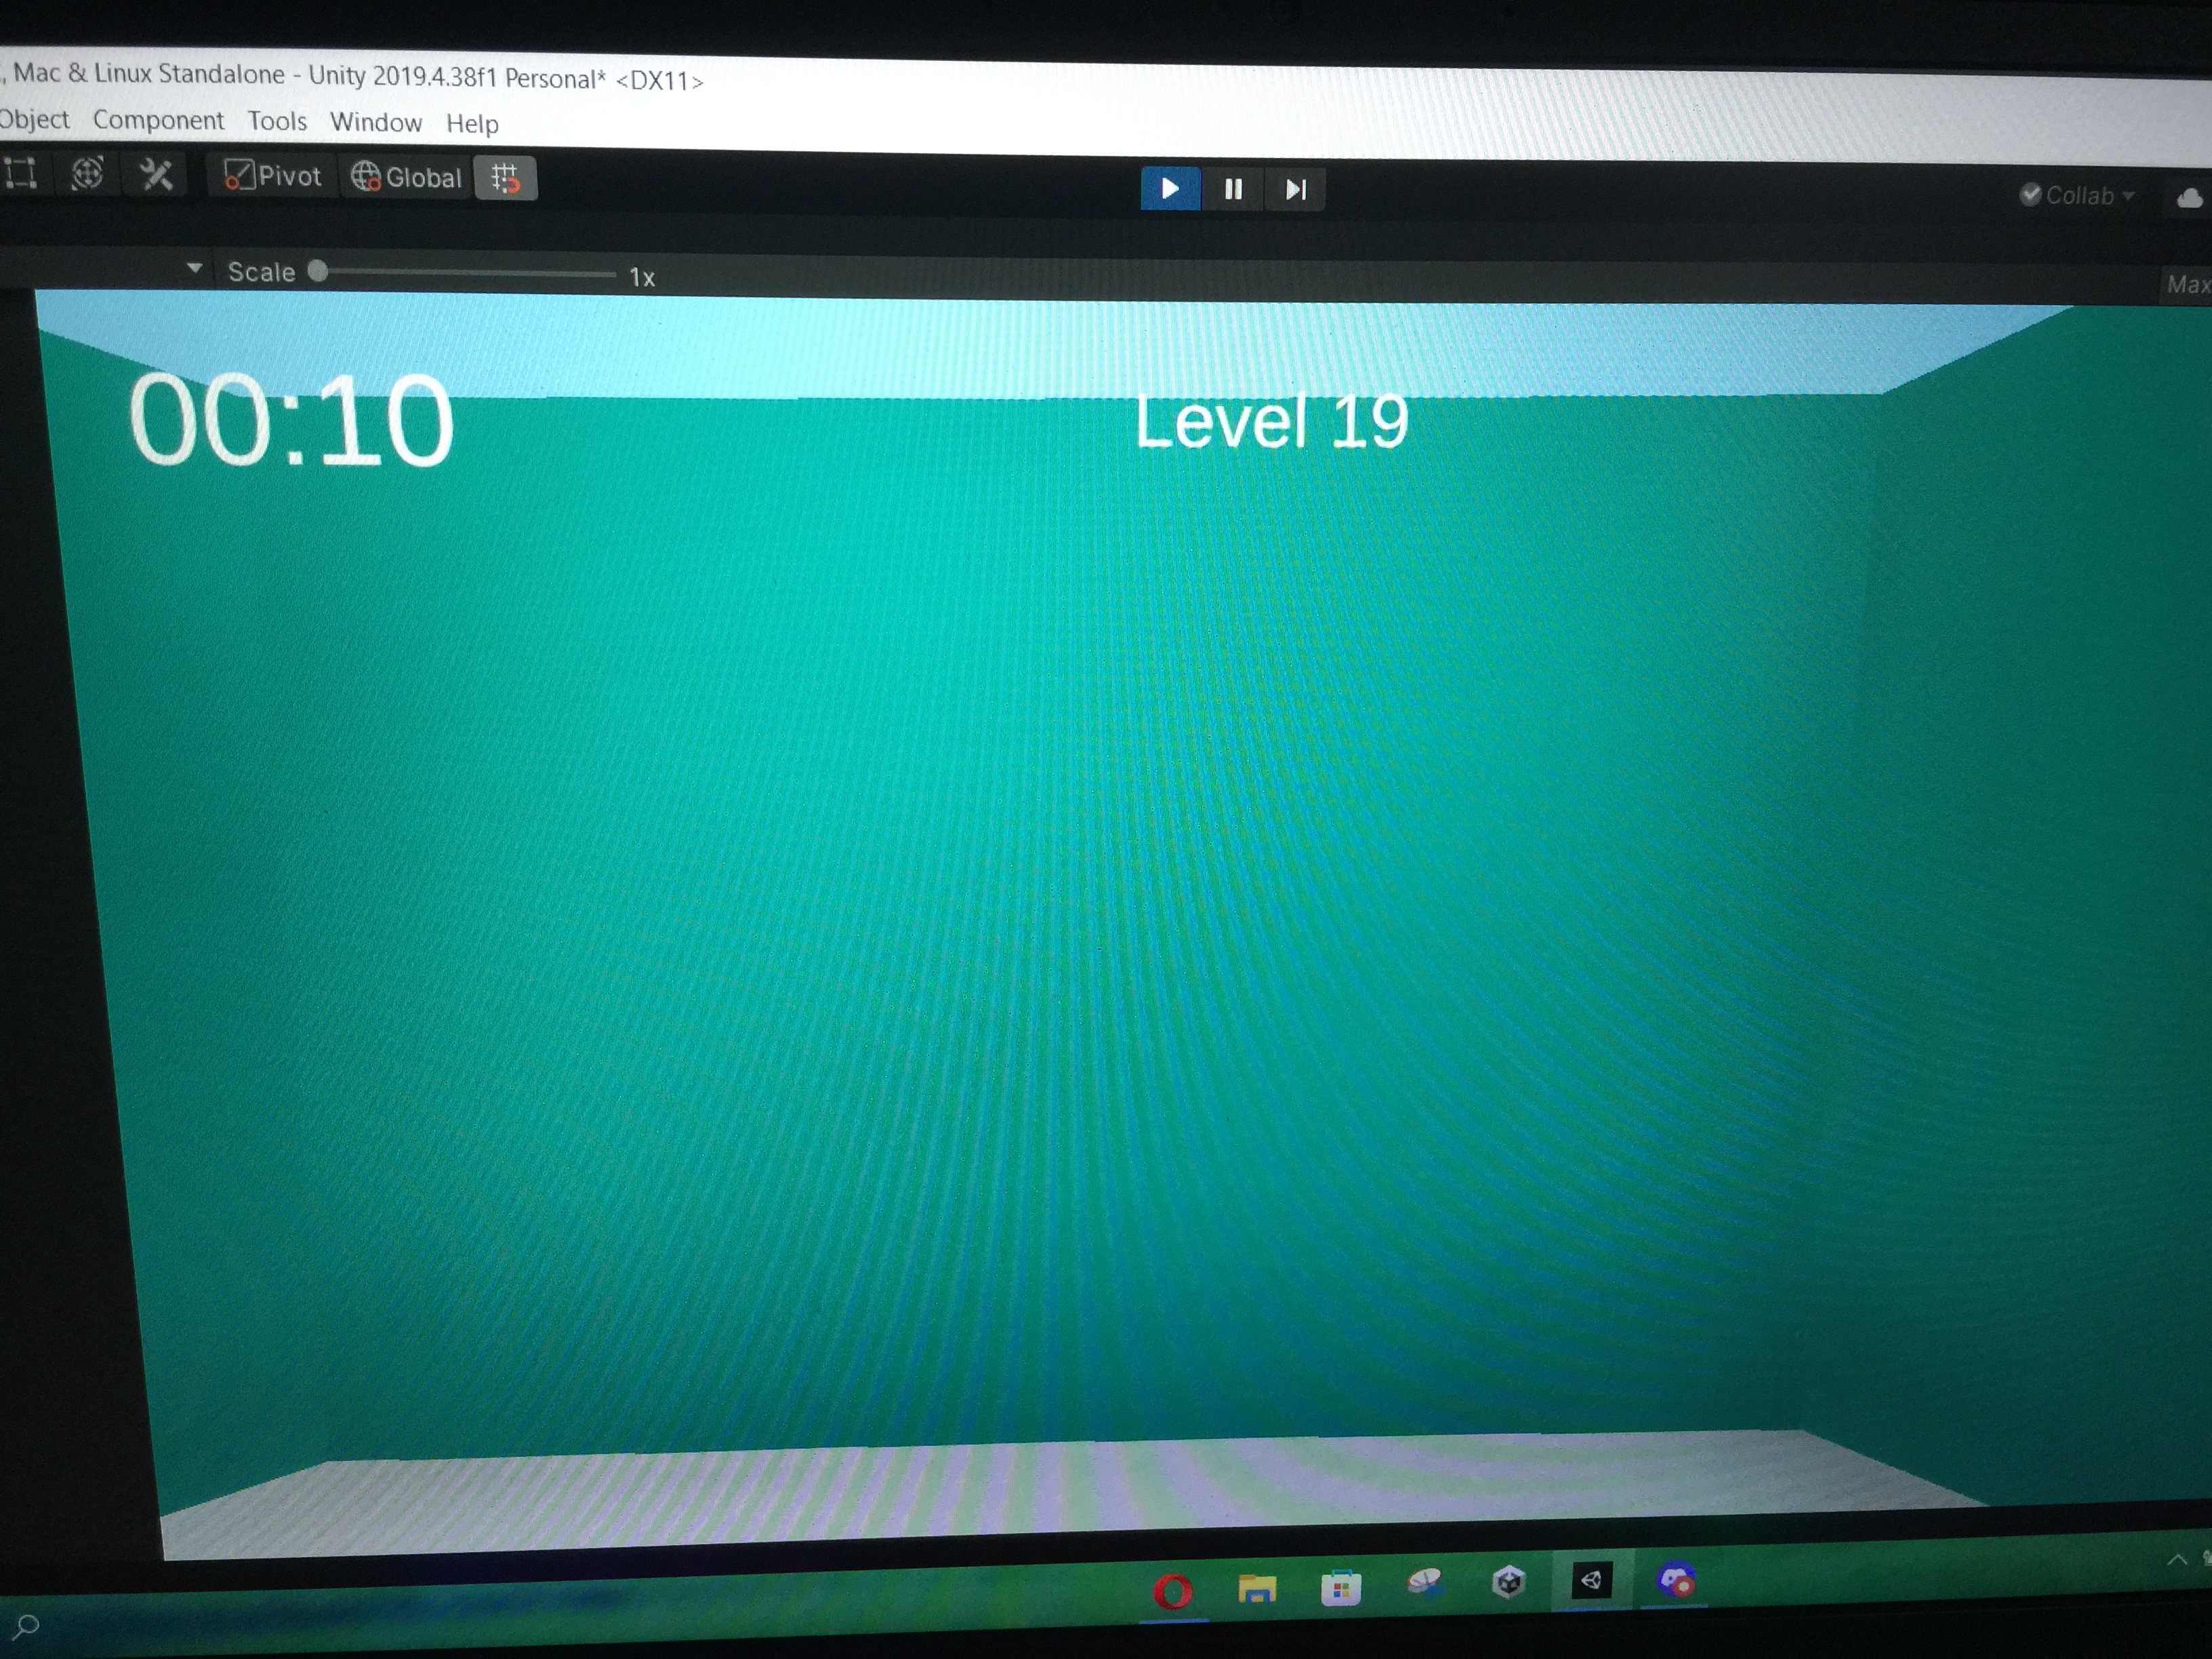 , Mac & Linux Standalone - Unity 2019.4.38f1 Personal* <DX11>
Object Component Tools Window Help
Pivot Global Collab
Scale 1x Max
00:10 Level 19